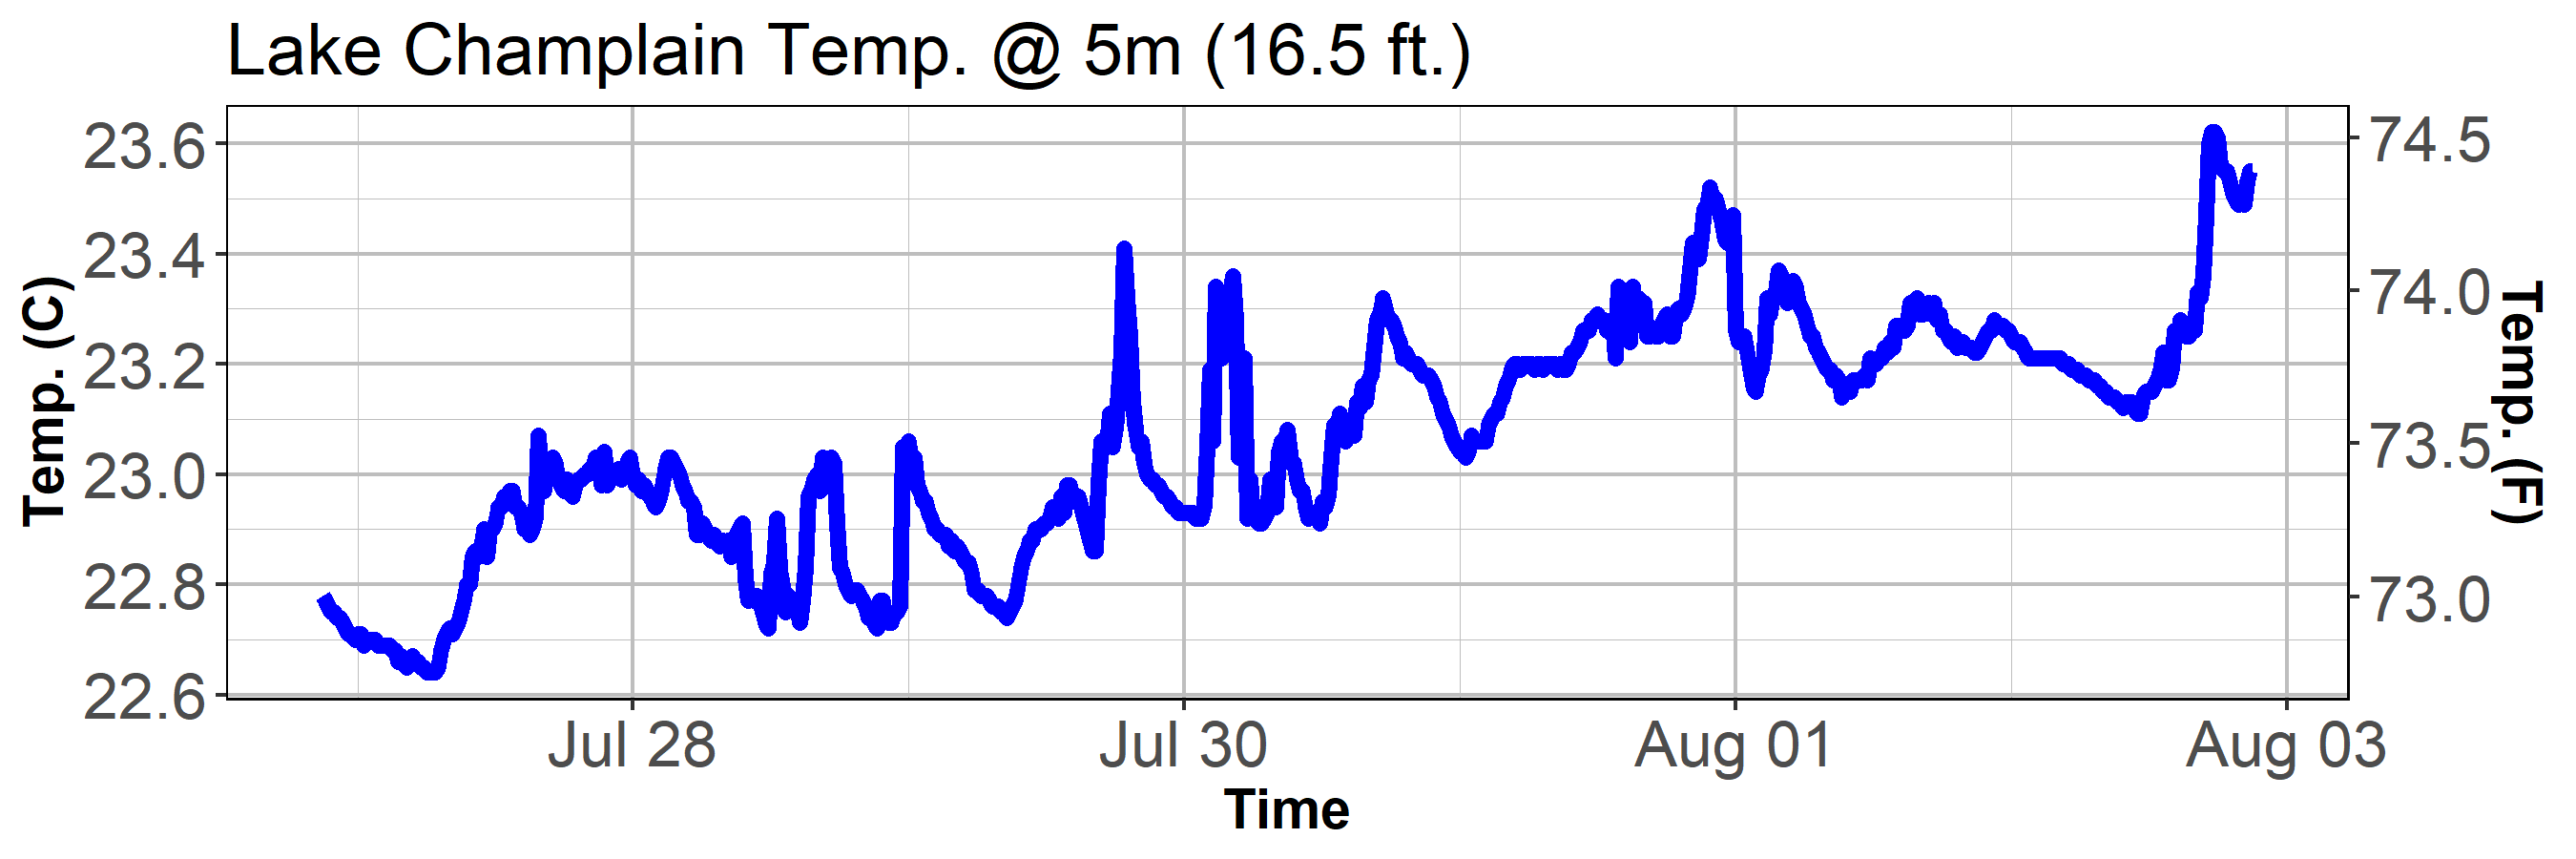 Lake Champlain Temp. @ 5m (16.5 ft.)
Temp. (C)
23.6
23.4
23.2
23.0
22.8
22.6
74.5
74.0
73.5
73.0
Temp. (F)
Jul 28
Jul 30
Aug 01
Aug 03
Time